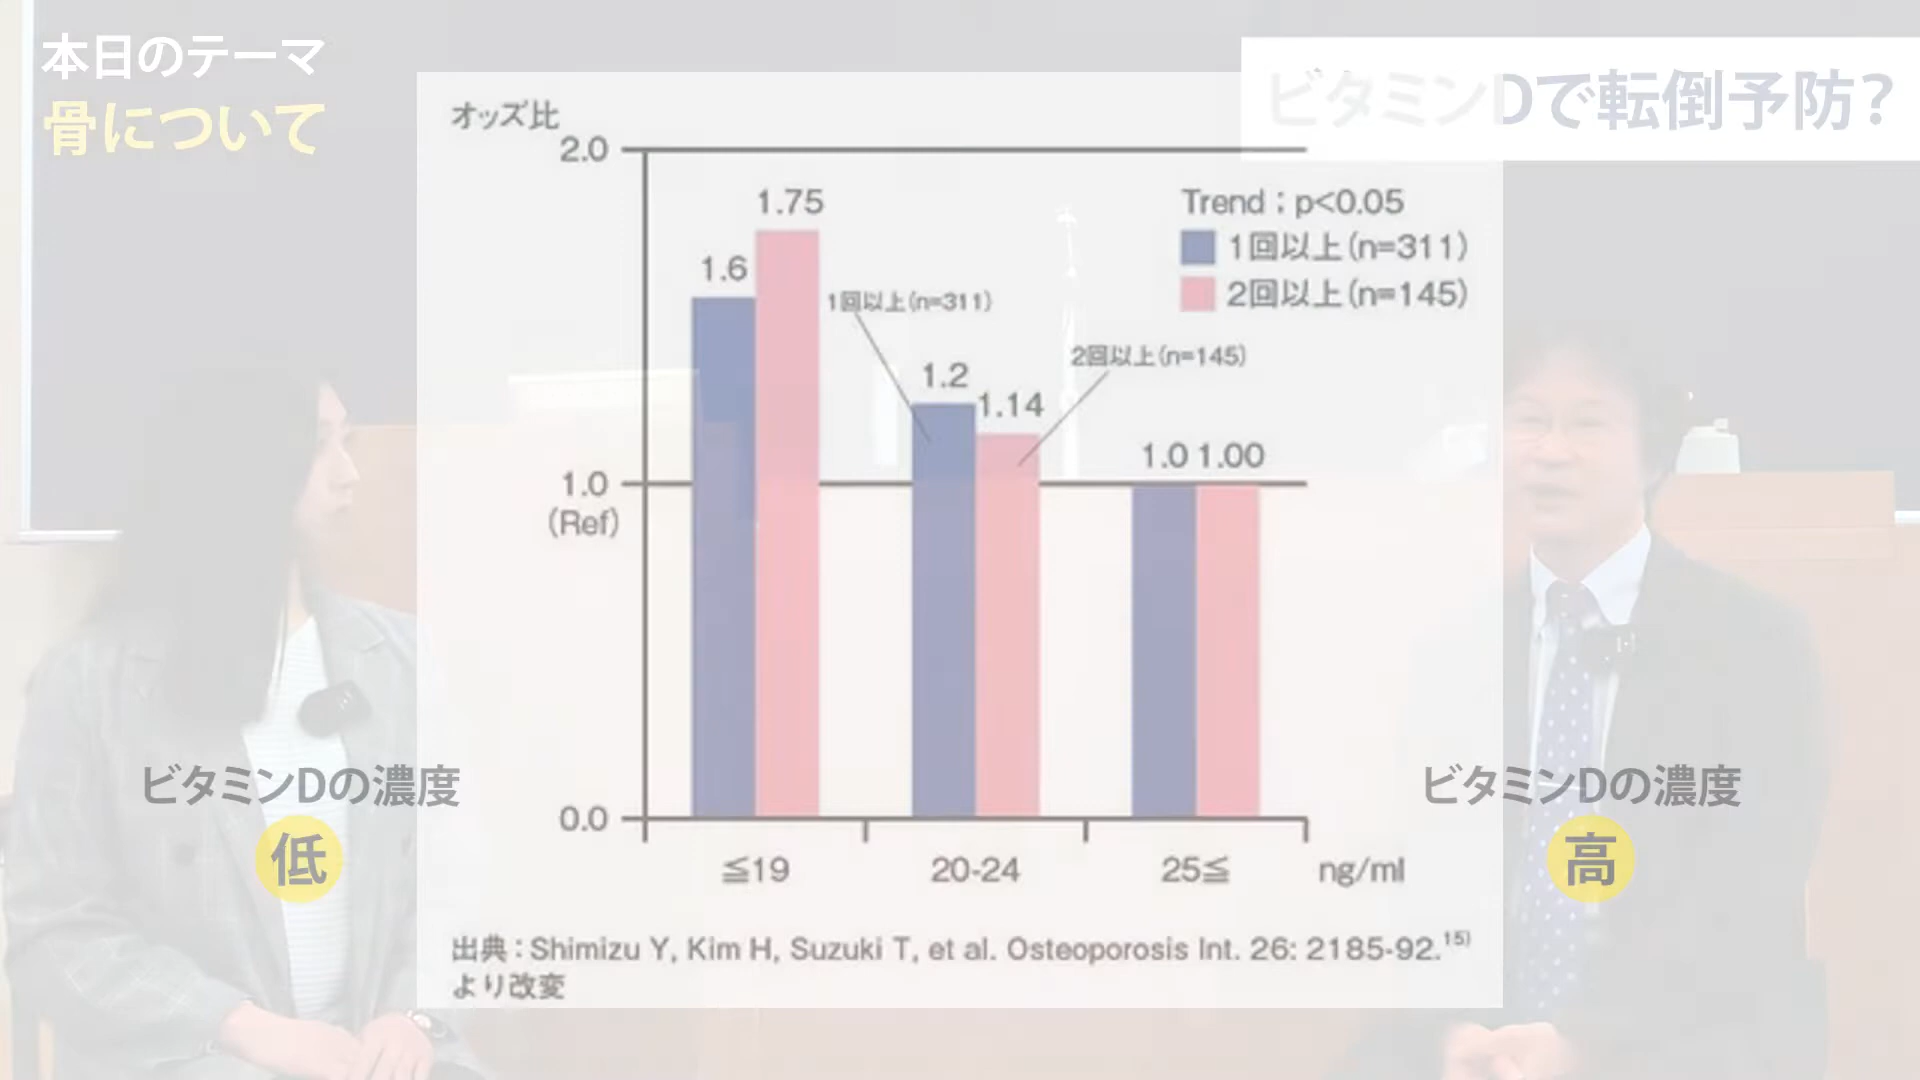 本日のテーマ
骨について
ビタミンDで転倒予防？
オッズ比
2.0
1.75
Trend：p<0.05
1回以上(n=311)
2回以上(n=145)
1.6
1回以上(n=311)
2回以上(n=145)
1.2
1.14
1.0 1.00
1.0
(Ref)
ビタミンDの濃度
低
ビタミンDの濃度
高
0.0
≦19 20-24 25≦ ng/ml
出典：Shimizu Y, Kim H, Suzuki T, et al. Osteoporosis Int. 26: 2185-92.15)
より改変